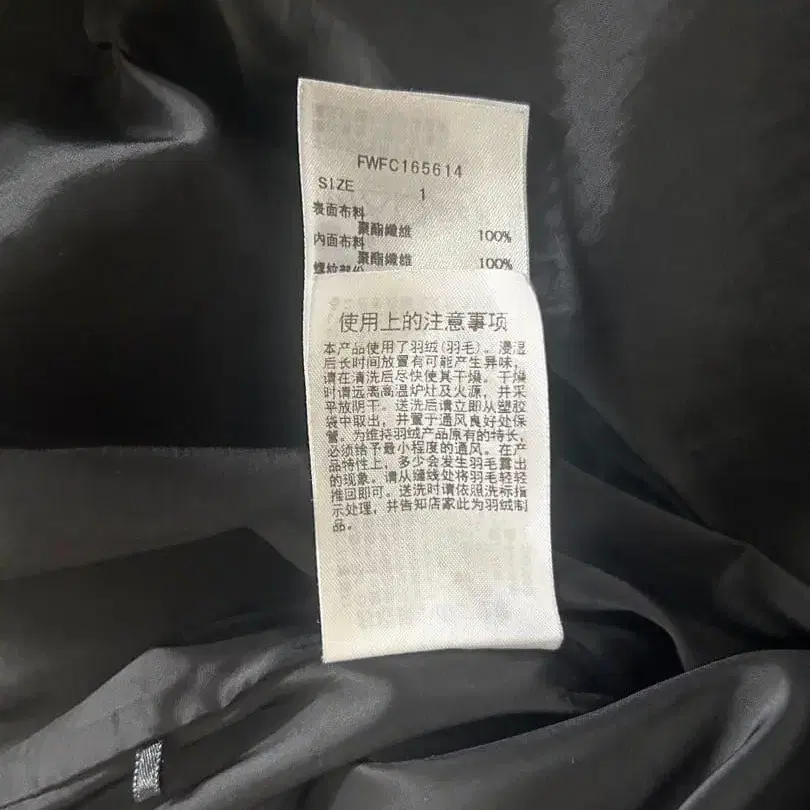 FWFC165614
SIZE 1
表面布料
聚酯纖维 100%
内面布料
聚酯纖维 100%
使用上的注意事项
本产品使用了羽绒(羽毛)。浸湿
后长时间放置有可能产生异味,
请在清洗后尽快使其干燥。干燥
时请远离高温炉灶及火源,并采
平放阴干。送洗后请立即从塑胶
袋中取出,并置于通风良好处保
管。为维持羽绒产品原有的特长,
必须给予最小程度的通风。在产
品特性上,多少会发生羽毛露出
的现象。请从缝线处将羽毛轻轻
推回即可。送洗时请依照洗标指
示处理,并告知店家此为羽绒制
品。